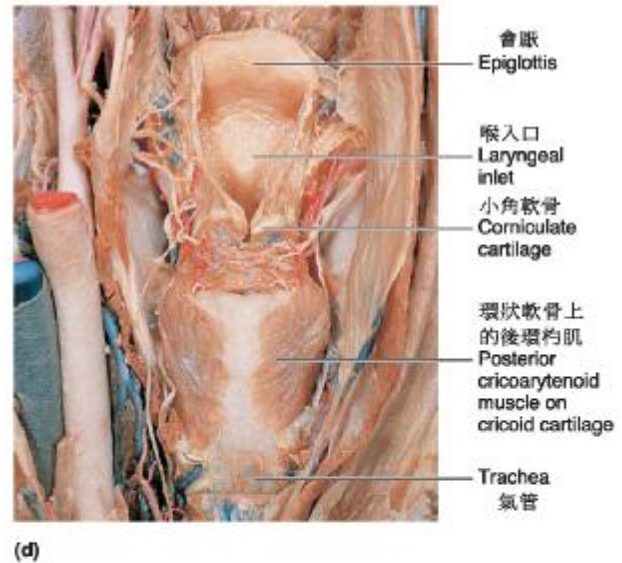 會厭
Epiglottis
喉入口
Laryngeal
inlet
小角軟骨
Corniculate
cartilage
環狀軟骨上
的後環杓肌
Posterior
cricoarytenoid
muscle on
cricoid cartilage
Trachea
氣管
(d)